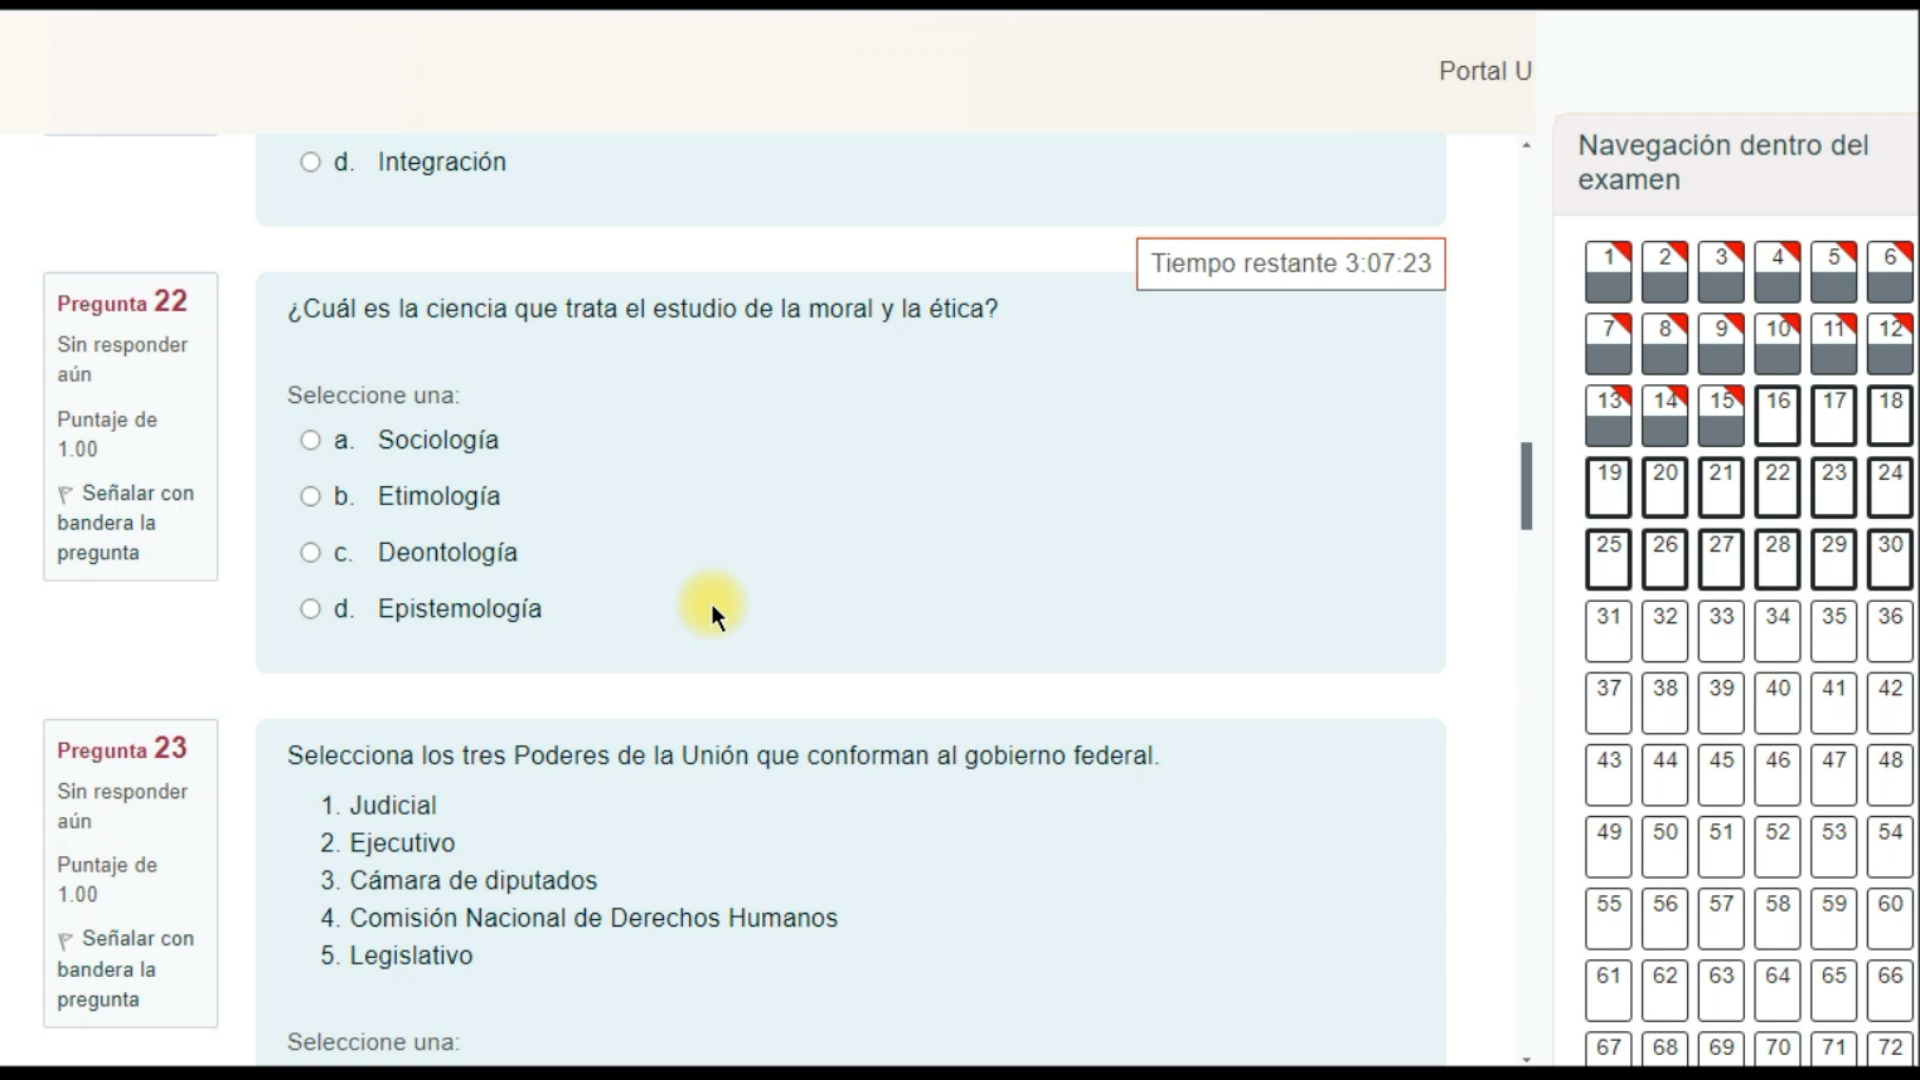 Portal U
d. Integración
Tiempo restante 3:07:23
Pregunta 22
Sin responder
aún
Puntaje de
1.00
Señalar con
bandera la
pregunta
¿Cuál es la ciencia que trata el estudio de la moral y la ética?
Seleccione una:
a. Sociología
b. Etimología
c. Deontología
d. Epistemología
Pregunta 23
Sin responder
aún
Puntaje de
1.00
Señalar con
bandera la
pregunta
Selecciona los tres Poderes de la Unión que conforman al gobierno federal.
1. Judicial
2. Ejecutivo
3. Cámara de diputados
4. Comisión Nacional de Derechos Humanos
5. Legislativo
Seleccione una:
Navegación dentro del
examen
1 2 3 4 5 6
7 8 9 10 11 12
13 14 15 16 17 18
19 20 21 22 23 24
25 26 27 28 29 30
31 32 33 34 35 36
37 38 39 40 41 42
43 44 45 46 47 48
49 50 51 52 53 54
55 56 57 58 59 60
61 62 63 64 65 66
67 68 69 70 71 72